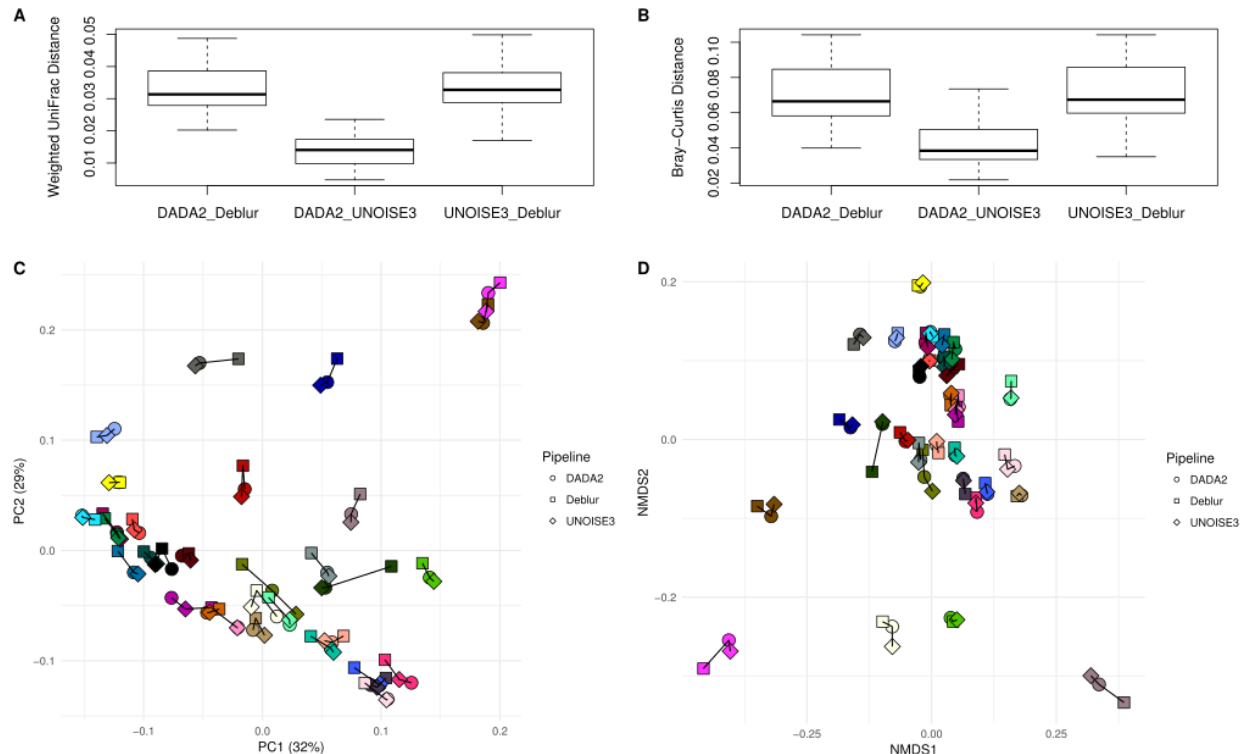 A
Weighted UniFrac Distance
0.01 0.02 0.03 0.04 0.05
DADA2_Deblur DADA2_UNOISE3 UNOISE3_Deblur
B
Bray−Curtis Distance
0.02 0.04 0.06 0.08 0.10
DADA2_Deblur DADA2_UNOISE3 UNOISE3_Deblur
C
PC2 (29%)
0.2
0.1
0.0
−0.1
−0.1 0.0 0.1 0.2
PC1 (32%)
Pipeline
DADA2
Deblur
UNOISE3
D
NMDS2
0.2
0.0
−0.2
−0.25 0.00 0.25
NMDS1
Pipeline
DADA2
Deblur
UNOISE3